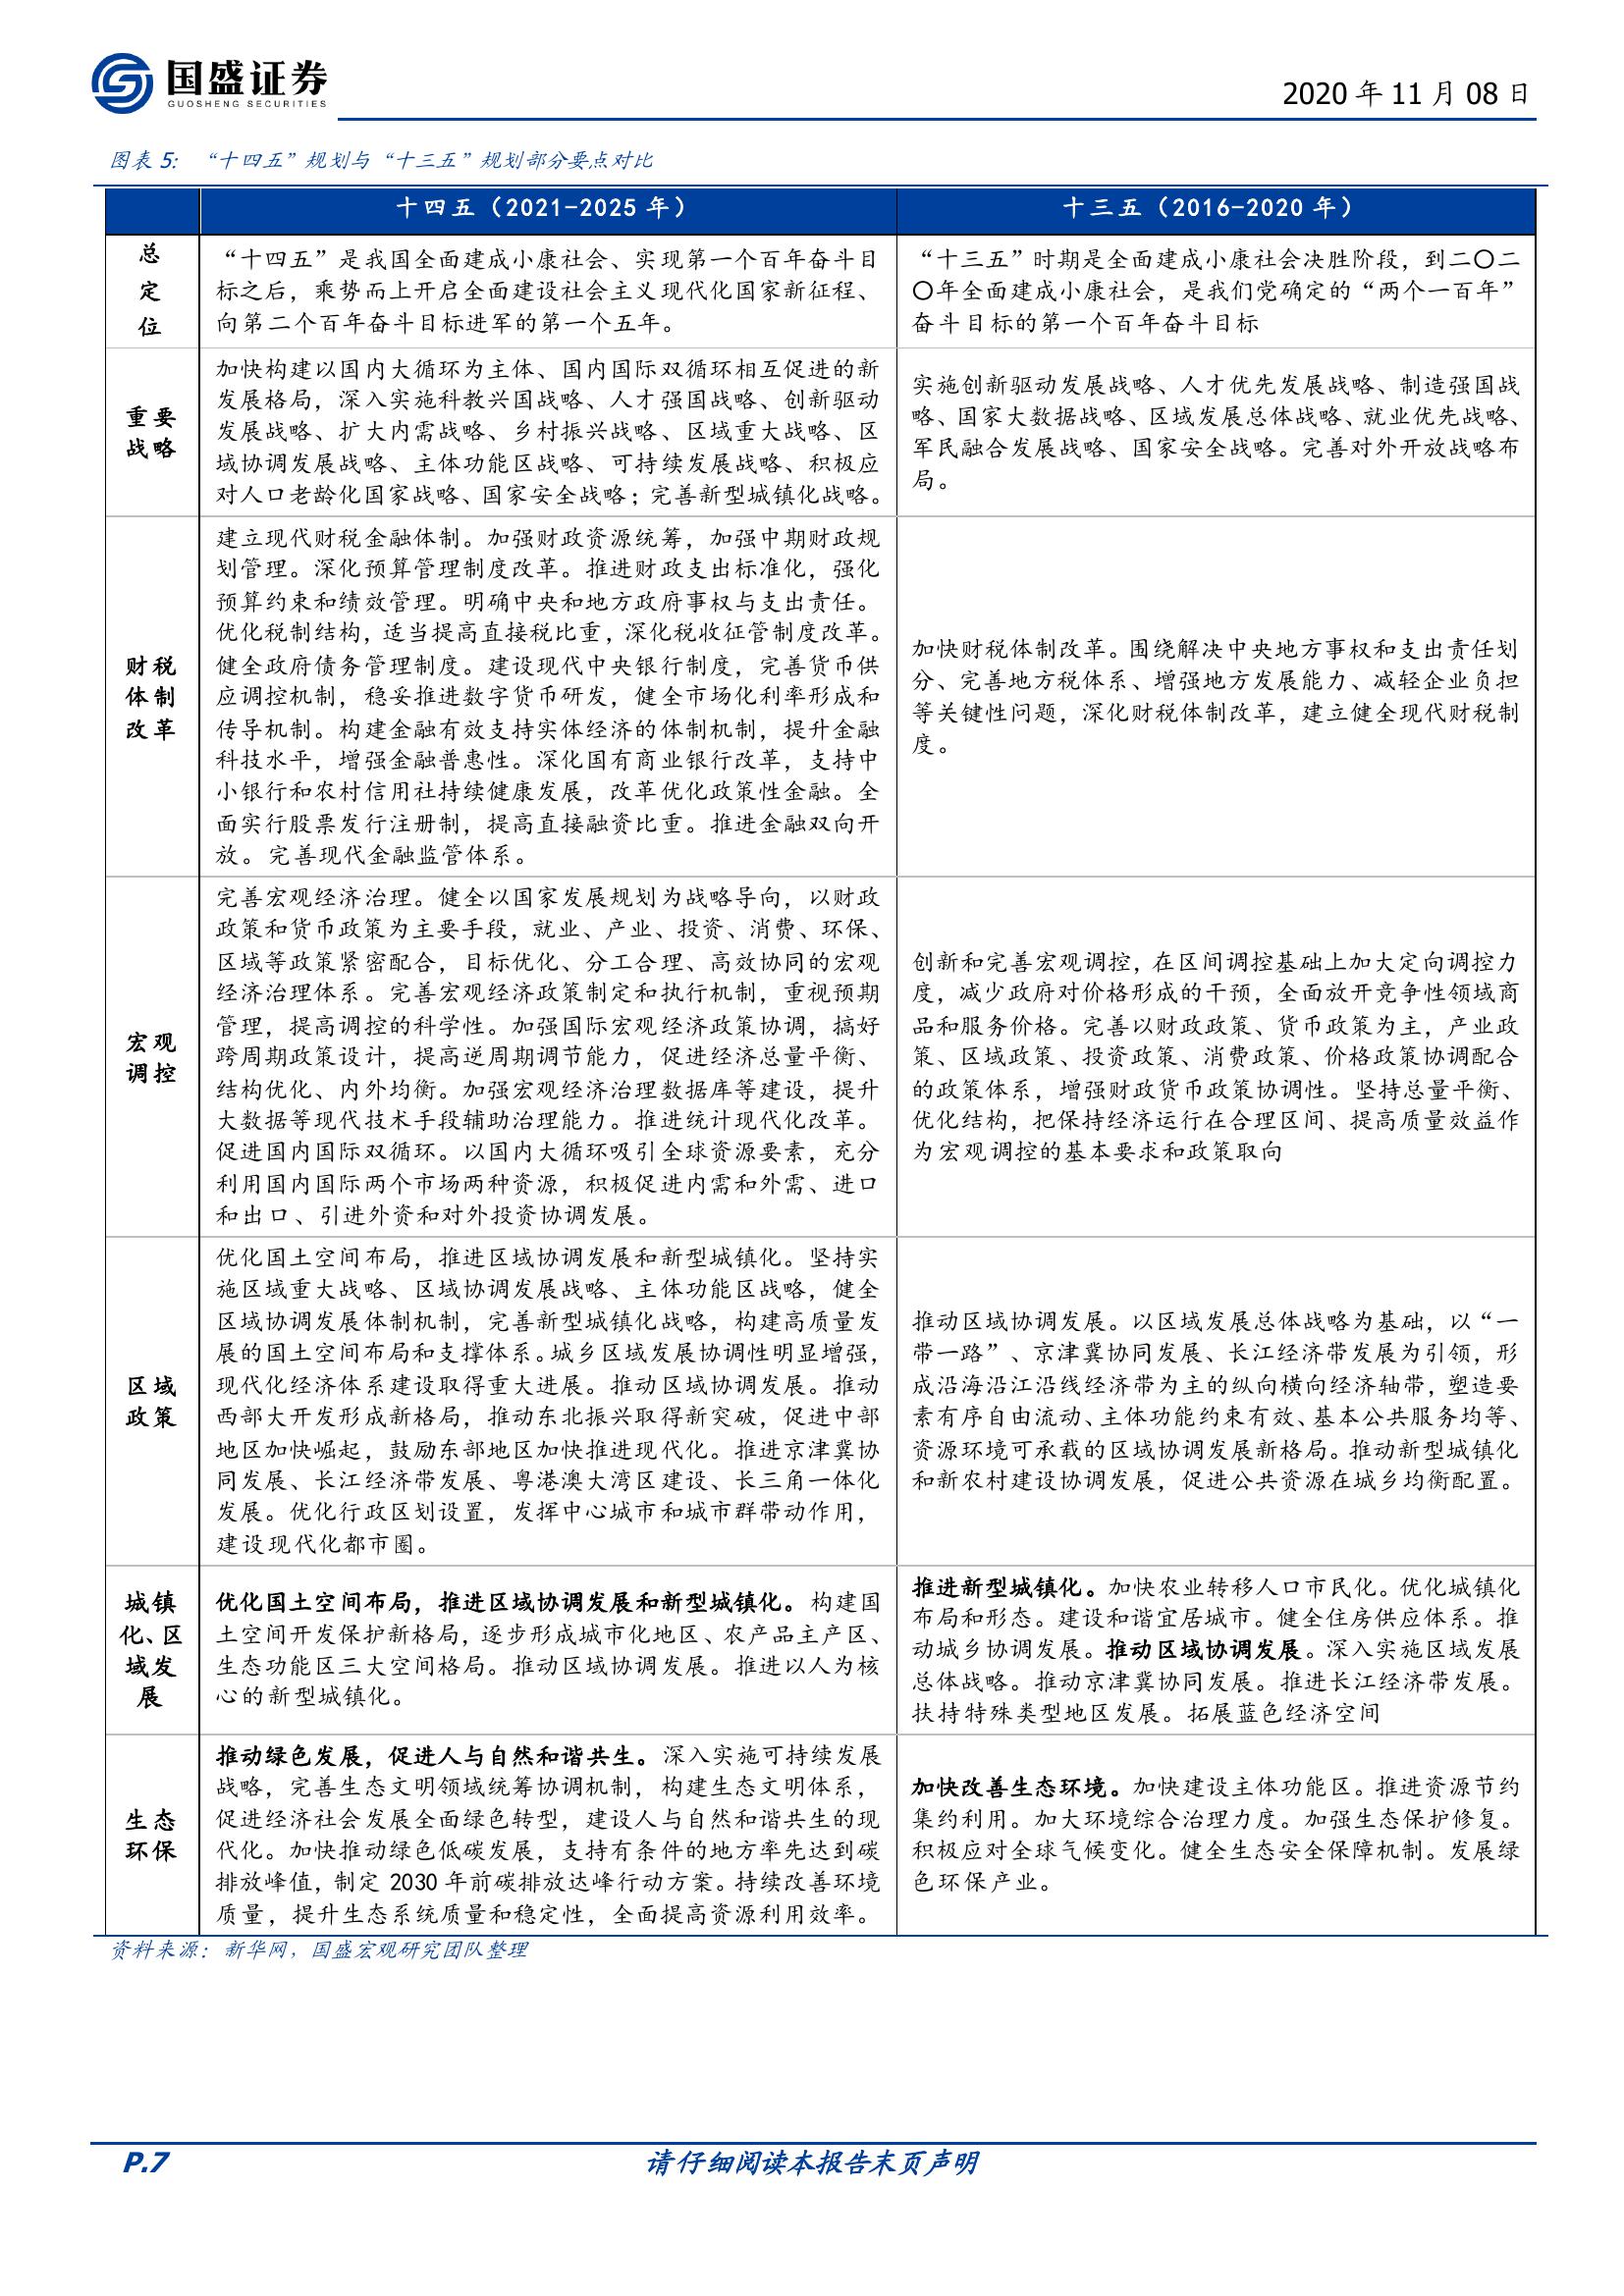 国盛证券
GUOSHENG SECURITIES
2020 年 11 月 08 日
图表 5: “十四五”规划与“十三五”规划部分要点对比
十四五（2021-2025 年）
十三五（2016-2020 年）
总
定
位
“十四五”是我国全面建成小康社会、实现第一个百年奋斗目
标之后，乘势而上开启全面建设社会主义现代化国家新征程、
向第二个百年奋斗目标进军的第一个五年。
“十三五”时期是全面建成小康社会决胜阶段，到二〇二
〇年全面建成小康社会，是我们党确定的“两个一百年”
奋斗目标的第一个百年奋斗目标
重要
战略
加快构建以国内大循环为主体、国内国际双循环相互促进的新
发展格局，深入实施科教兴国战略、人才强国战略、创新驱动
发展战略、扩大内需战略、乡村振兴战略、区域重大战略、区
域协调发展战略、主体功能区战略、可持续发展战略、积极应
对人口老龄化国家战略、国家安全战略；完善新型城镇化战略。
实施创新驱动发展战略、人才优先发展战略、制造强国战
略、国家大数据战略、区域发展总体战略、就业优先战略、
军民融合发展战略、国家安全战略。完善对外开放战略布
局。
财税
体制
改革
建立现代财税金融体制。加强财政资源统筹，加强中期财政规
划管理。深化预算管理制度改革。推进财政支出标准化，强化
预算约束和绩效管理。明确中央和地方政府事权与支出责任。
优化税制结构，适当提高直接税比重，深化税收征管制度改革。
健全政府债务管理制度。建设现代中央银行制度，完善货币供
应调控机制，稳妥推进数字货币研发，健全市场化利率形成和
传导机制。构建金融有效支持实体经济的体制机制，提升金融
科技水平，增强金融普惠性。深化国有商业银行改革，支持中
小银行和农村信用社持续健康发展，改革优化政策性金融。全
面实行股票发行注册制，提高直接融资比重。推进金融双向开
放。完善现代金融监管体系。
加快财税体制改革。围绕解决中央地方事权和支出责任划
分、完善地方税体系、增强地方发展能力、减轻企业负担
等关键性问题，深化财税体制改革，建立健全现代财税制
度。
宏观
调控
完善宏观经济治理。健全以国家发展规划为战略导向，以财政
政策和货币政策为主要手段，就业、产业、投资、消费、环保、
区域等政策紧密配合，目标优化、分工合理、高效协同的宏观
经济治理体系。完善宏观经济政策制定和执行机制，重视预期
管理，提高调控的科学性。加强国际宏观经济政策协调，搞好
跨周期政策设计，提高逆周期调节能力，促进经济总量平衡、
结构优化、内外均衡。加强宏观经济治理数据库等建设，提升
大数据等现代技术手段辅助治理能力。推进统计现代化改革。
促进国内国际双循环。以国内大循环吸引全球资源要素，充分
利用国内国际两个市场两种资源，积极促进内需和外需、进口
和出口、引进外资和对外投资协调发展。
创新和完善宏观调控，在区间调控基础上加大定向调控力
度，减少政府对价格形成的干预，全面放开竞争性领域商
品和服务价格。完善以财政政策、货币政策为主，产业政
策、区域政策、投资政策、消费政策、价格政策协调配合
的政策体系，增强财政货币政策协调性。坚持总量平衡、
优化结构，把保持经济运行在合理区间、提高质量效益作
为宏观调控的基本要求和政策取向
区域
政策
优化国土空间布局，推进区域协调发展和新型城镇化。坚持实
施区域重大战略、区域协调发展战略、主体功能区战略，健全
区域协调发展体制机制，完善新型城镇化战略，构建高质量发
展的国土空间布局和支撑体系。城乡区域发展协调性明显增强，
现代化经济体系建设取得重大进展。推动区域协调发展。推动
西部大开发形成新格局，推动东北振兴取得新突破，促进中部
地区加快崛起，鼓励东部地区加快推进现代化。推进京津冀协
同发展、长江经济带发展、粤港澳大湾区建设、长三角一体化
发展。优化行政区划设置，发挥中心城市和城市群带动作用，
建设现代化都市圈。
推动区域协调发展。以区域发展总体战略为基础，以“一
带一路”、京津冀协同发展、长江经济带发展为引领，形
成沿海沿江沿线经济带为主的纵向横向经济轴带，塑造要
素有序自由流动、主体功能约束有效、基本公共服务均等、
资源环境可承载的区域协调发展新格局。推动新型城镇化
和新农村建设协调发展，促进公共资源在城乡均衡配置。
城镇
化、区
域发
展
优化国土空间布局，推进区域协调发展和新型城镇化。构建国
土空间开发保护新格局，逐步形成城市化地区、农产品主产区、
生态功能区三大空间格局。推动区域协调发展。推进以人为核
心的新型城镇化。
推进新型城镇化。加快农业转移人口市民化。优化城镇化
布局和形态。建设和谐宜居城市。健全住房供应体系。推
动城乡协调发展。推动区域协调发展。深入实施区域发展
总体战略。推动京津冀协同发展。推进长江经济带发展。
扶持特殊类型地区发展。拓展蓝色经济空间
生态
环保
推动绿色发展，促进人与自然和谐共生。深入实施可持续发展
战略，完善生态文明领域统筹协调机制，构建生态文明体系，
促进经济社会发展全面绿色转型，建设人与自然和谐共生的现
代化。加快推动绿色低碳发展，支持有条件的地方率先达到碳
排放峰值，制定 2030 年前碳排放达峰行动方案。持续改善环境
质量，提升生态系统质量和稳定性，全面提高资源利用效率。
加快改善生态环境。加快建设主体功能区。推进资源节约
集约利用。加大环境综合治理力度。加强生态保护修复。
积极应对全球气候变化。健全生态安全保障机制。发展绿
色环保产业。
资料来源：新华网，国盛宏观研究团队整理
P.7
请仔细阅读本报告末页声明